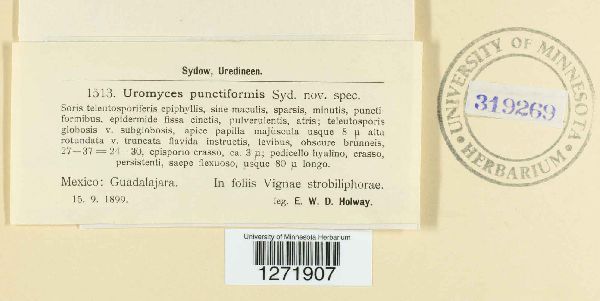 Sydow, Uredineen.
1513. Uromyces punctiformis Syd. nov. spec.
Soris teleutosporiferis epiphyllis, sine maculis, sparsis, minutis, puncti-
formibus, epidermide fissa cinctis, pulverulentis, atris; teleutosporis
globosis v. subglobosis, apice papilla majuscula usque 8 µ alta
rotundata v. truncata flavida instructis, levibus, obscure brunneis,
27—37 = 24—30, episporio crasso, ca. 3 µ; pedicello hyalino, crasso,
persistenti, saepe flexuoso, usque 80 µ longo.
Mexico: Guadalajara. In foliis Vignae strobiliphorae.
15. 9. 1899. leg. E. W. D. Holway.
UNIVERSITY OF MINNESOTA
HERBARIUM
319269
University of Minnesota Herbarium
1271907